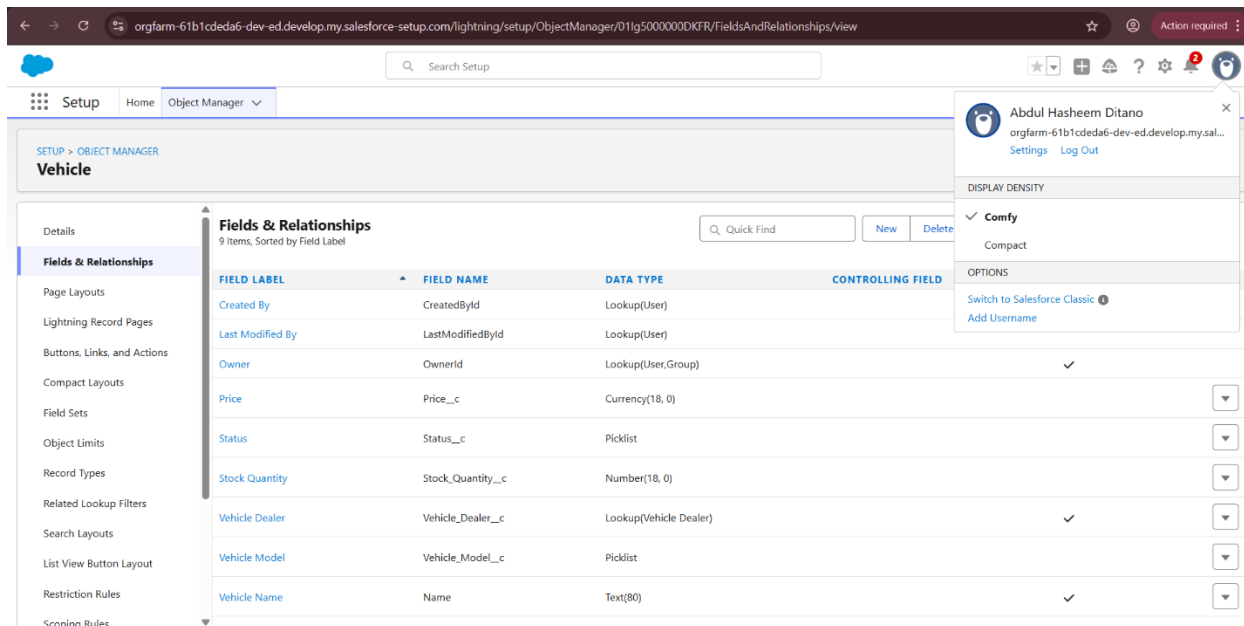 orgfarm-61b1cdeda6-dev-ed.develop.my.salesforce-setup.com/lightning/setup/ObjectManager/01Ig5000000DKFR/FieldsAndRelationships/view
Action required
Search Setup
2
Setup
Home
Object Manager
Abdul Hasheem Ditano
orgfarm-61b1cdeda6-dev-ed.develop.my.sal...
Settings Log Out
DISPLAY DENSITY
Comfy
Compact
OPTIONS
Switch to Salesforce Classic
Add Username
SETUP > OBJECT MANAGER
Vehicle
Details
Fields & Relationships
Page Layouts
Lightning Record Pages
Buttons, Links, and Actions
Compact Layouts
Field Sets
Object Limits
Record Types
Related Lookup Filters
Search Layouts
List View Button Layout
Restriction Rules
Scoping Rules
Fields & Relationships
9 Items, Sorted by Field Label
Quick Find
New
Delete
FIELD LABEL FIELD NAME DATA TYPE CONTROLLING FIELD
Created By CreatedById Lookup(User)
Last Modified By LastModifiedById Lookup(User)
Owner OwnerId Lookup(User,Group)
Price Price__c Currency(18, 0)
Status Status__c Picklist
Stock Quantity Stock_Quantity__c Number(18, 0)
Vehicle Dealer Vehicle_Dealer__c Lookup(Vehicle Dealer)
Vehicle Model Vehicle_Model__c Picklist
Vehicle Name Name Text(80)